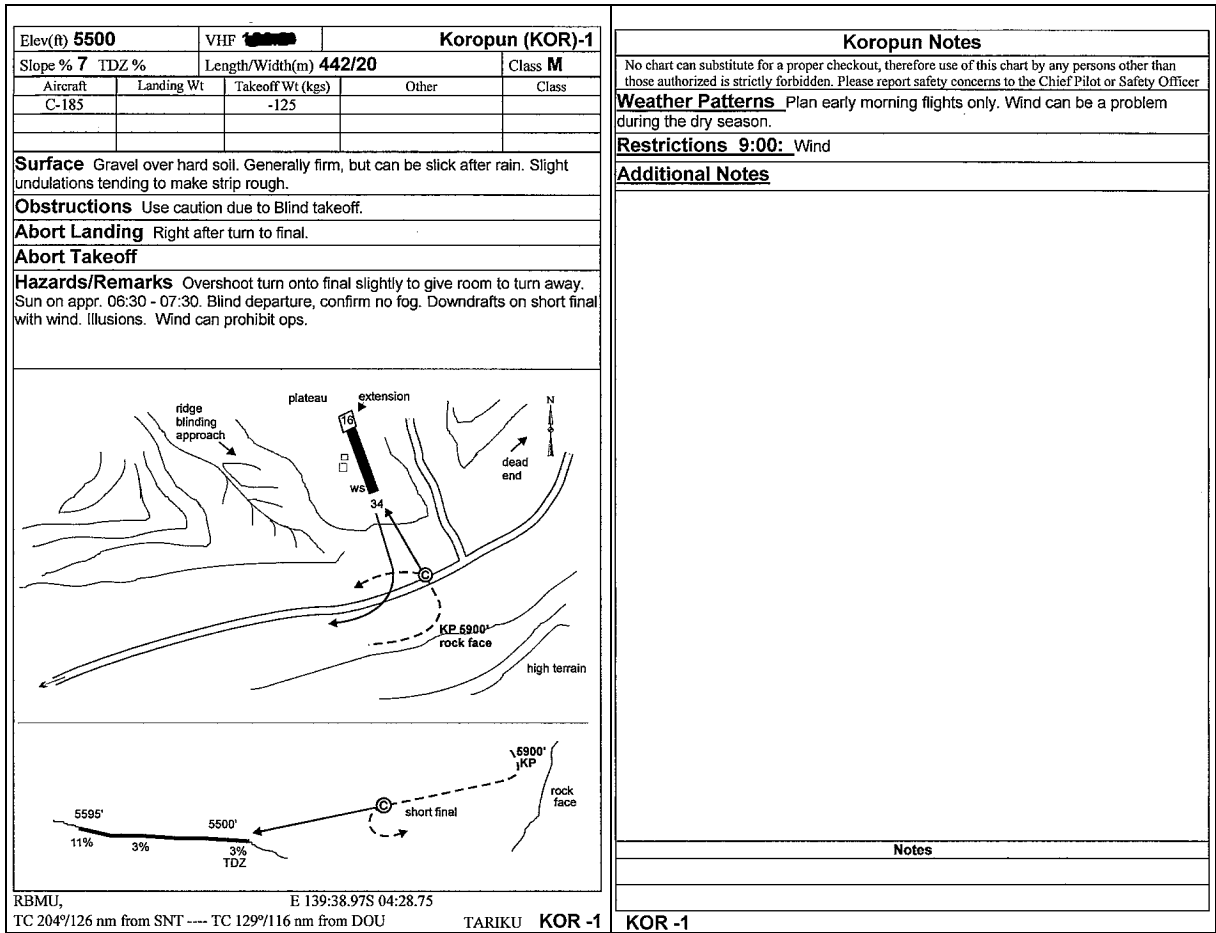 Elev(ft) 5500 VHF Koropun (KOR)-1
Slope % 7 TDZ % Length/Width(m) 442/20 Class M
Aircraft Landing Wt Takeoff Wt (kgs) Other Class
C-185 -125
Surface Gravel over hard soil. Generally firm, but can be slick after rain. Slight
undulations tending to make strip rough.
Obstructions Use caution due to Blind takeoff.
Abort Landing Right after turn to final.
Abort Takeoff
Hazards/Remarks Overshoot turn onto final slightly to give room to turn away.
Sun on appr. 06:30 - 07:30. Blind departure, confirm no fog. Downdrafts on short final
with wind. Illusions. Wind can prohibit ops.
plateau extension
ridge
blinding
approach
16
N
dead
end
ws
34
C
KP 5900'
rock face
high terrain
5900'
KP
rock
face
C
short final
5595'
5500'
11%
3%
3%
TDZ
RBMU, E 139:38.97S 04:28.75
TC 204º/126 nm from SNT ---- TC 129º/116 nm from DOU TARIKU KOR -1
Koropun Notes
No chart can substitute for a proper checkout, therefore use of this chart by any persons other than
those authorized is strictly forbidden. Please report safety concerns to the Chief Pilot or Safety Officer
Weather Patterns Plan early morning flights only. Wind can be a problem
during the dry season.
Restrictions 9:00: Wind
Additional Notes
Notes
KOR -1